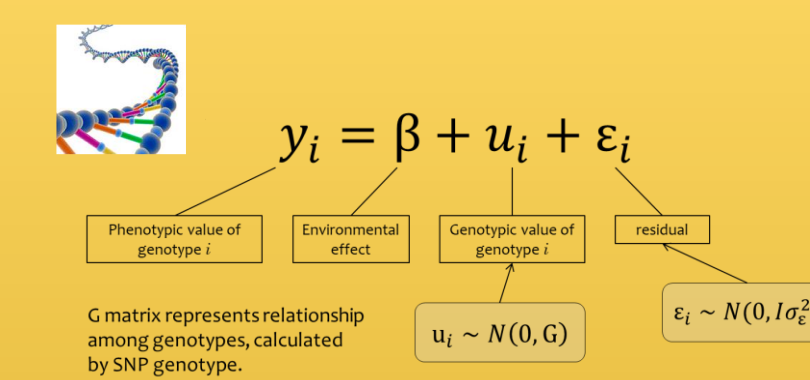 yᵢ = β + uᵢ + εᵢ
Phenotypic value of
genotype i
Environmental
effect
Genotypic value of
genotype i
residual
G matrix represents relationship
among genotypes, calculated
by SNP genotype.
uᵢ ~ N(0, G)
εᵢ ~ N(0, Iσ²_ε